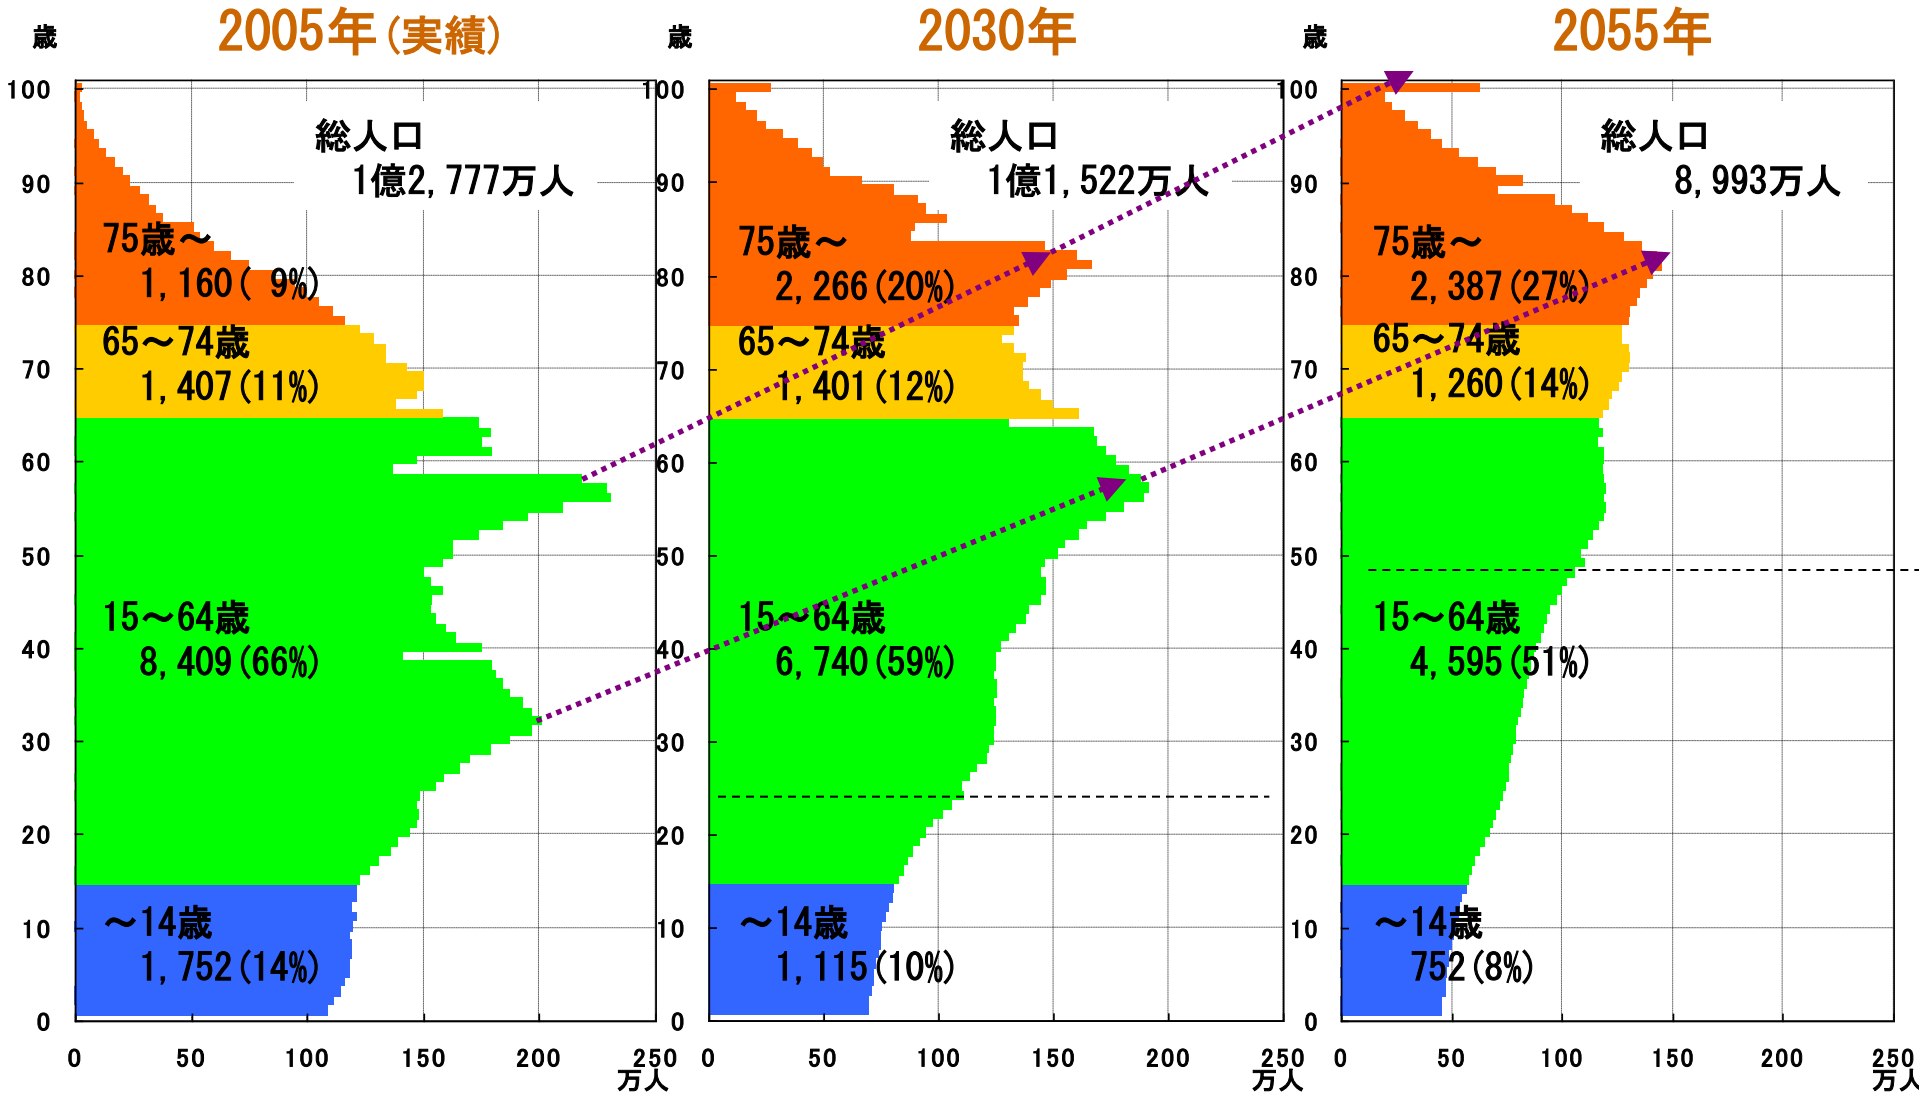 2005年(実績)
歳
100
90
80
70
60
50
40
30
20
10
0
総人口
1億2,777万人
75歳～
1,160( 9%)
65～74歳
1,407(11%)
15～64歳
8,409(66%)
～14歳
1,752(14%)
0 50 100 150 200 250
万人
2030年
歳
100
90
80
70
60
50
40
30
20
10
0
総人口
1億1,522万人
75歳～
2,266(20%)
65～74歳
1,401(12%)
15～64歳
6,740(59%)
～14歳
1,115(10%)
0 50 100 150 200 250
万人
2055年
歳
100
90
80
70
60
50
40
30
20
10
0
総人口
8,993万人
75歳～
2,387(27%)
65～74歳
1,260(14%)
15～64歳
4,595(51%)
～14歳
752(8%)
0 50 100 150 200 250
万人